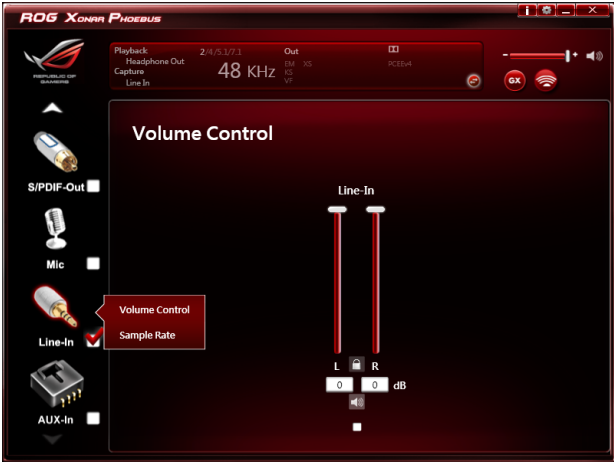 ROG XONAR PHOEBUS
i
Playback 2/4/5.1/7.1 Out
Headphone Out EM XS PCEEv4
Capture 48 KHz KS
Line In VF
- +
GX
REPUBLIC OF
GAMERS
Volume Control
S/PDIF-Out
Line-In
Mic
Volume Control
Sample Rate
Line-In
L R
0 0 dB
AUX-In